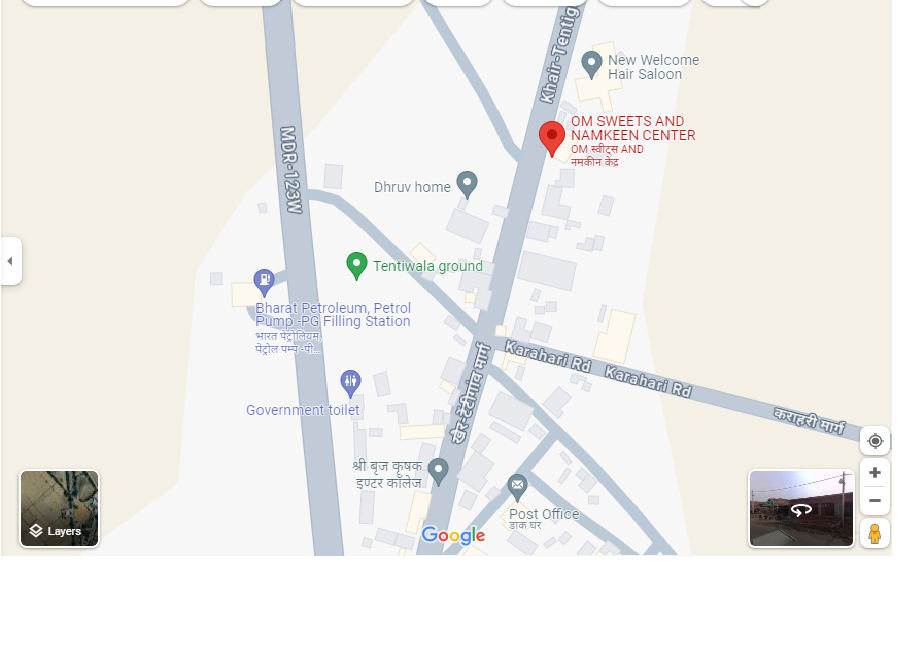 Khair-Tentig
New Welcome
Hair Saloon
OM SWEETS AND
NAMKEEN CENTER
OM स्वीट्स AND
नमकीन केंद्र
MDR-123W
Dhruv home
Tentiwala ground
Bharat Petroleum, Petrol
Pump -PG Filling Station
भारत पेट्रोलियम,
पेट्रोल पम्प -पी...
Karahari Rd
Karahari Rd
कराहरी मार्ग
खैर-टेंटीगांव मार्ग
Government toilet
श्री बृज कृषक
इण्टर कॉलेज
Post Office
डाक घर
Layers
Google